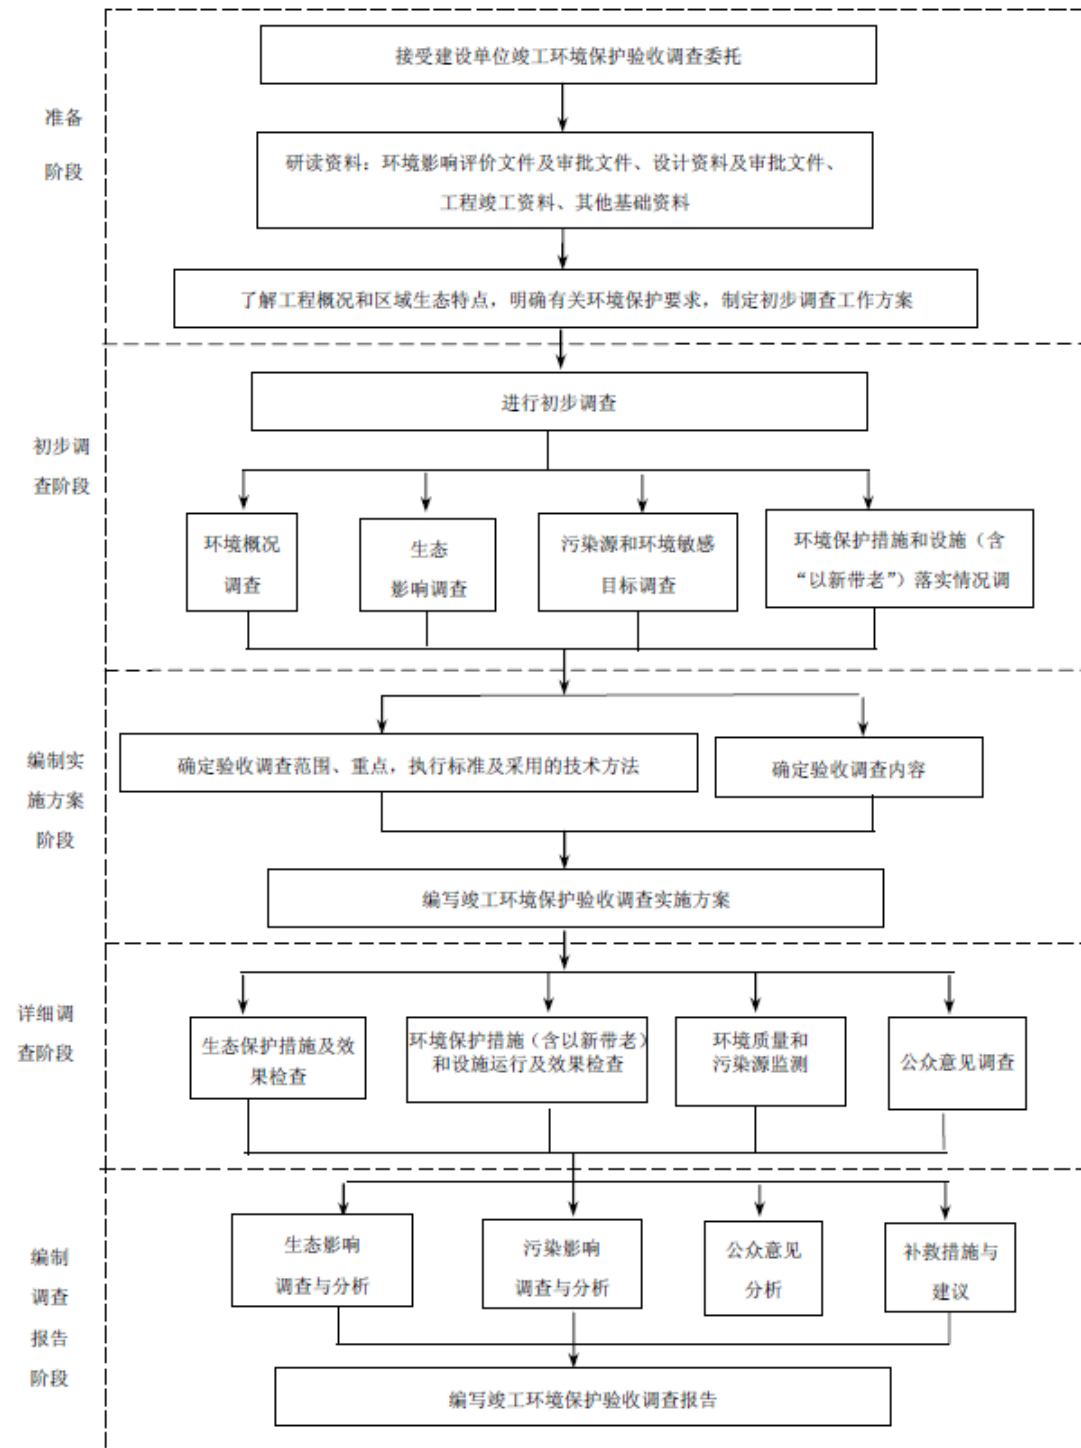 准备
阶段
接受建设单位竣工环境保护验收调查委托
研读资料：环境影响评价文件及审批文件、设计资料及审批文件、
工程竣工资料、其他基础资料
了解工程概况和区域生态特点，明确有关环境保护要求，制定初步调查工作方案
初步调
查阶段
进行初步调查
环境概况
调查
生态
影响调查
污染源和环境敏感
目标调查
环境保护措施和设施（含
“以新带老”）落实情况调
编制实
施方案
阶段
确定验收调查范围、重点，执行标准及采用的技术方法
确定验收调查内容
编写竣工环境保护验收调查实施方案
详细调
查阶段
生态保护措施及效
果检查
环境保护措施（含以新带老）
和设施运行及效果检查
环境质量和
污染源监测
公众意见调查
编制
调查
报告
阶段
生态影响
调查与分析
污染影响
调查与分析
公众意见
分析
补救措施与
建议
编写竣工环境保护验收调查报告